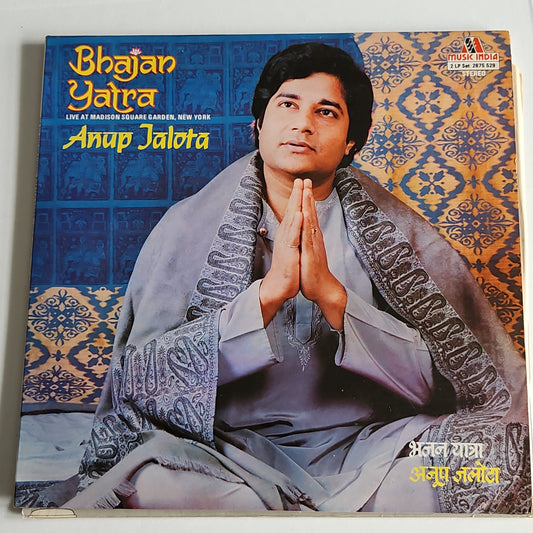 Bhajan
Yatra
LIVE AT MADISON SQUARE GARDEN, NEW YORK
Anup Jalota
MUSIC INDIA
2 LP Set 2675 529
STEREO
भजन यात्रा
अनूप जलोटा